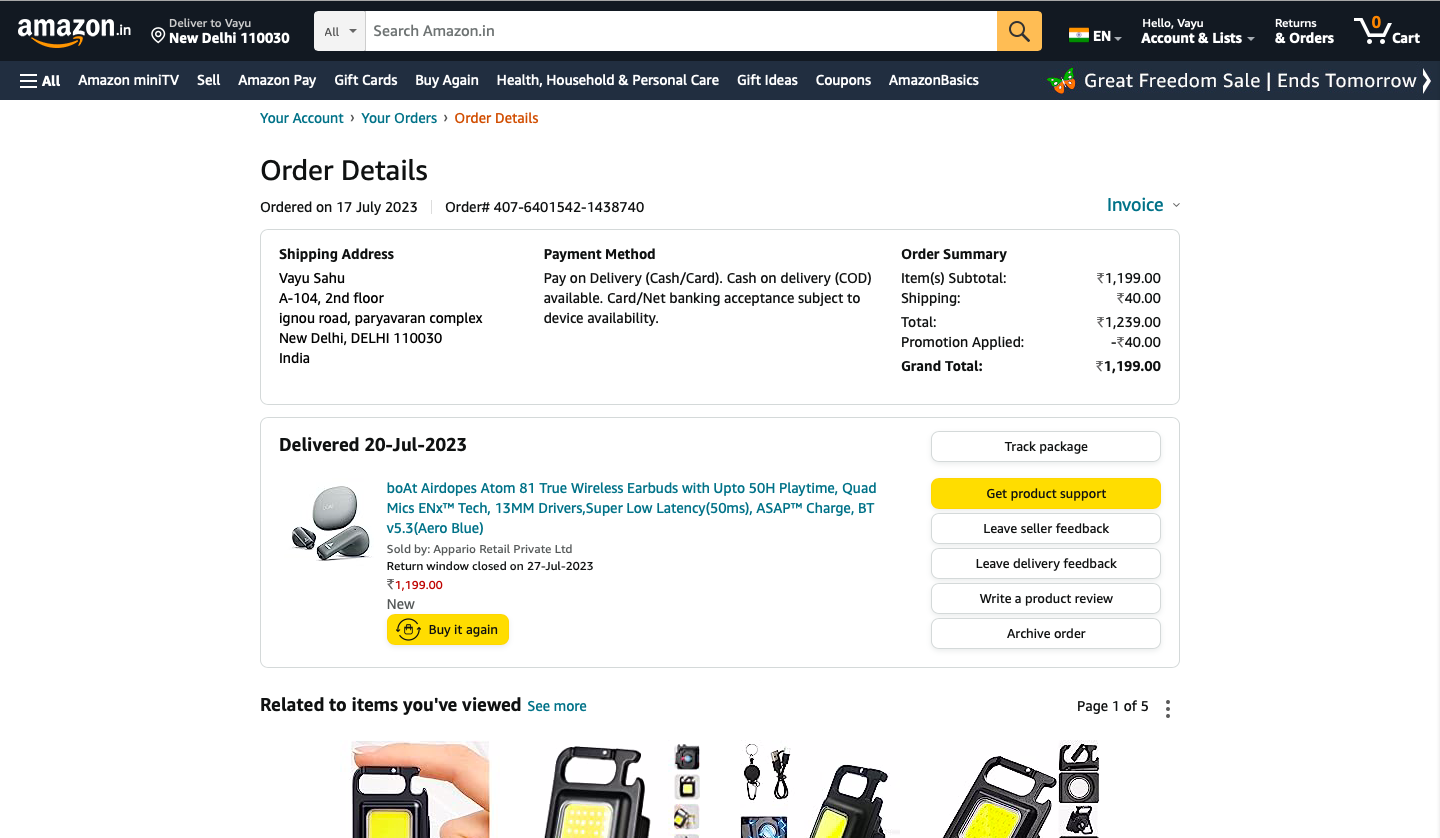 amazon.in
Deliver to Vayu
New Delhi 110030
All
Search Amazon.in
EN
Hello, Vayu
Account & Lists
Returns
& Orders
0
Cart
All Amazon miniTV Sell Amazon Pay Gift Cards Buy Again Health, Household & Personal Care Gift Ideas Coupons AmazonBasics
Great Freedom Sale | Ends Tomorrow
Your Account › Your Orders › Order Details
Order Details
Ordered on 17 July 2023 | Order# 407-6401542-1438740
Invoice
Shipping Address
Vayu Sahu
A-104, 2nd floor
ignou road, paryavaran complex
New Delhi, DELHI 110030
India
Payment Method
Pay on Delivery (Cash/Card). Cash on delivery (COD)
available. Card/Net banking acceptance subject to
device availability.
Order Summary
Item(s) Subtotal: ₹1,199.00
Shipping: ₹40.00
Total: ₹1,239.00
Promotion Applied: -₹40.00
Grand Total: ₹1,199.00
Delivered 20-Jul-2023
boAt Airdopes Atom 81 True Wireless Earbuds with Upto 50H Playtime, Quad
Mics ENx™ Tech, 13MM Drivers,Super Low Latency(50ms), ASAP™ Charge, BT
v5.3(Aero Blue)
Sold by: Appario Retail Private Ltd
Return window closed on 27-Jul-2023
₹1,199.00
New
Buy it again
Track package
Get product support
Leave seller feedback
Leave delivery feedback
Write a product review
Archive order
Related to items you've viewed See more
Page 1 of 5